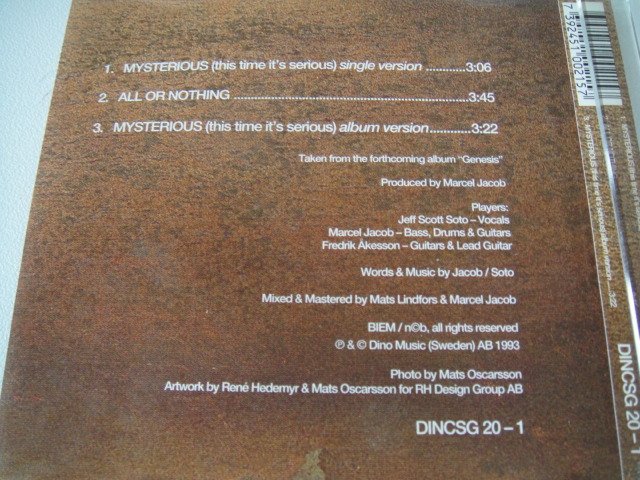 1. MYSTERIOUS (this time it's serious) single version ...........3:06
2. ALL OR NOTHING ..................................................................3:45
3. MYSTERIOUS (this time it's serious) album version............3:22
Taken from the forthcoming album "Genesis"
Produced by Marcel Jacob
Players:
Jeff Scott Soto – Vocals
Marcel Jacob – Bass, Drums & Guitars
Fredrik Åkesson – Guitars & Lead Guitar
Words & Music by Jacob / Soto
Mixed & Mastered by Mats Lindfors & Marcel Jacob
BIEM / n©b, all rights reserved
℗ & © Dino Music (Sweden) AB 1993
Photo by Mats Oscarsson
Artwork by René Hedemyr & Mats Oscarsson for RH Design Group AB
DINCSG 20 – 1
7 392451 002157
DINCSG 20 – 1